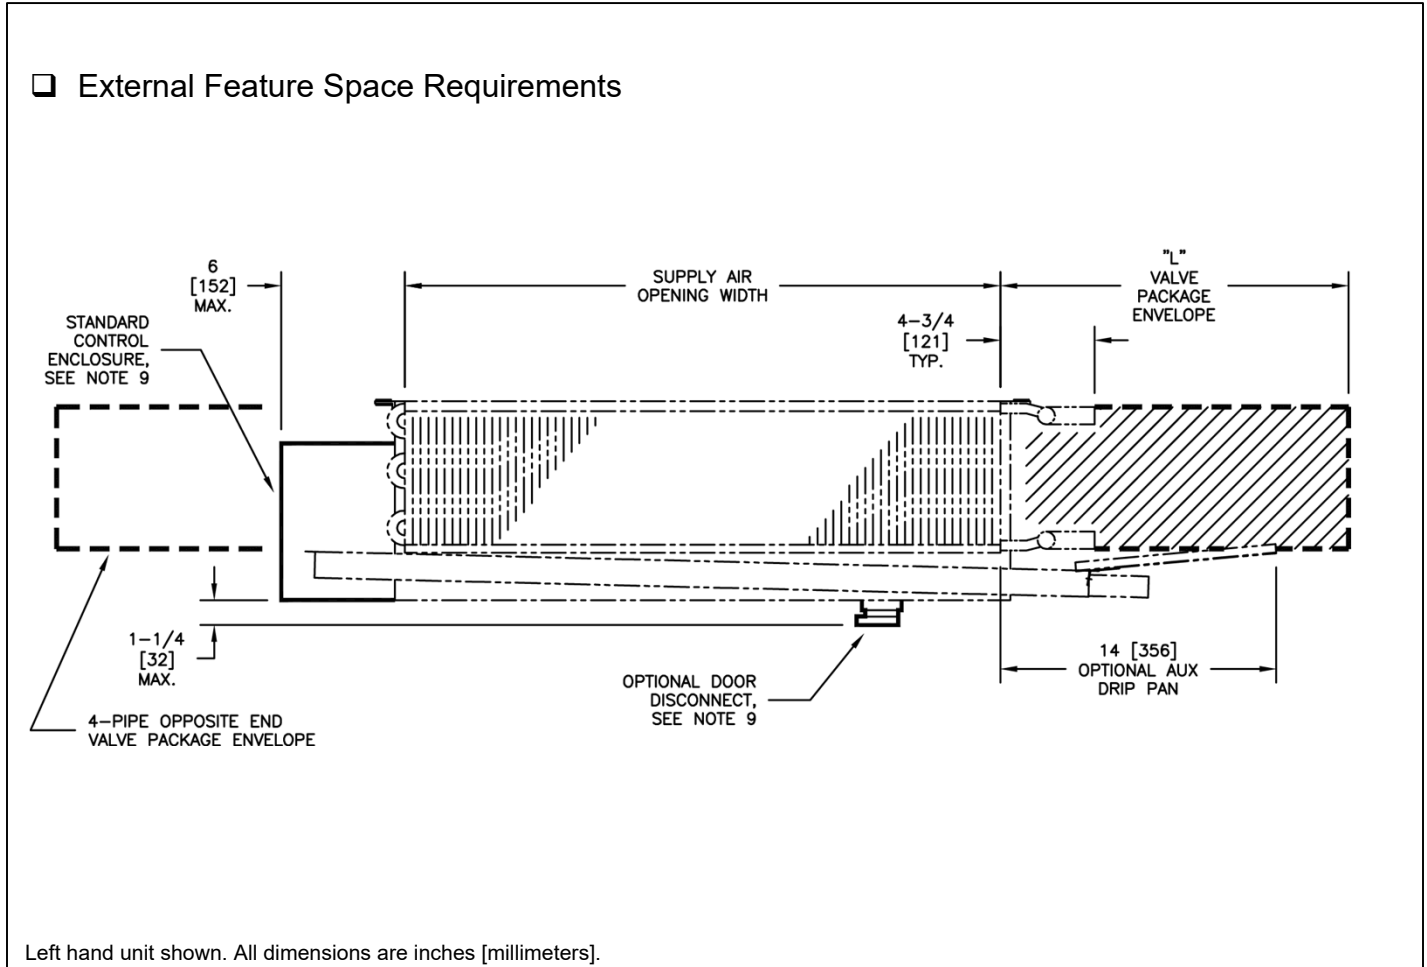 ❑ External Feature Space Requirements
6
[152]
MAX.
SUPPLY AIR
OPENING WIDTH
"L"
VALVE
PACKAGE
ENVELOPE
4-3/4
[121]
TYP.
STANDARD
CONTROL
ENCLOSURE,
SEE NOTE 9
1-1/4
[32]
MAX.
4-PIPE OPPOSITE END
VALVE PACKAGE ENVELOPE
OPTIONAL DOOR
DISCONNECT,
SEE NOTE 9
14 [356]
OPTIONAL AUX
DRIP PAN
Left hand unit shown. All dimensions are inches [millimeters].